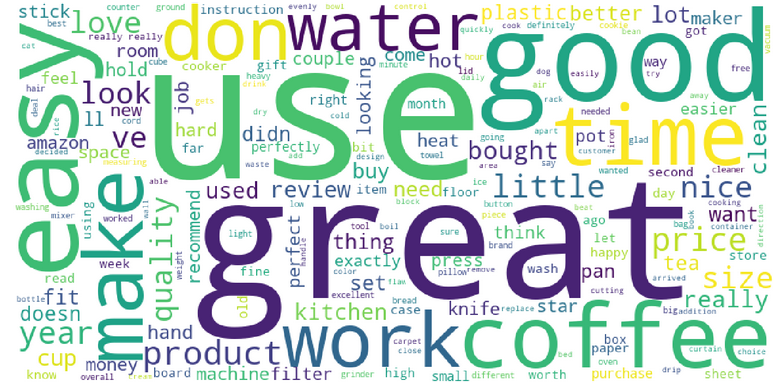 stick
love
best
counter
ground
instruction
really really
room
cat
cube
cooker
gift
feel
hold
hair
deal
look
job
new
cord
drink
rice
ll
gets
amazon
ve
decided
space
measuring
hard
far
easy
don
use
water
evenly
bowl
control
couple
come
hot
looking
minute
lid
heavy
right
cold
month
didn
dry
perfectly
add
bit
design
heat
towel
waste
buy
plastic
better
lot
maker
cook
definitely
cookie
bean
got
quickly
hour
daily
easily
way
try
free
vacuum
air
dog
easier
rack
away
good
time
clean
going
apart
needed
pot
iron
customer
say
glad
bought
area
wanted
second
cleaner
washing
mixer
able
used
review
item
need
floor
ice
little
day
cooking
nice
using
worked
wall
make
quality
recommend
low
tool
boil
block
button
beat
piece
ago
bag
book
container
want
direction
week
light
perfect
handle
thing
sure
think
let
price
great
read
weight
fine
exactly
color
press
brand
happy
tea
store
bottle
fit
old
set
pillow
remove
wash
pan
arrived
size
doesn
excellent
flaw
cutting
really
year
kitchen
bread
case
knife
replace
star
big
addition
hand
work
coffee
cup
money
product
carpet
close
box
paper
curtain
choice
know
overall
cream
board
machine
filter
grinder
high
small
different
bed
worth
oven
purchase
drip
sheet